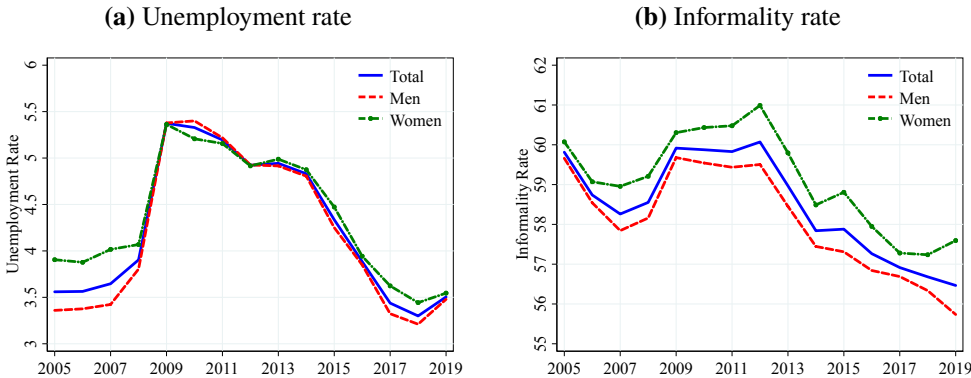 (a) Unemployment rate
Unemployment Rate
6
5.5
5
4.5
4
3.5
3
2005 2007 2009 2011 2013 2015 2017 2019
Total
Men
Women
(b) Informality rate
Informality Rate
62
61
60
59
58
57
56
55
2005 2007 2009 2011 2013 2015 2017 2019
Total
Men
Women